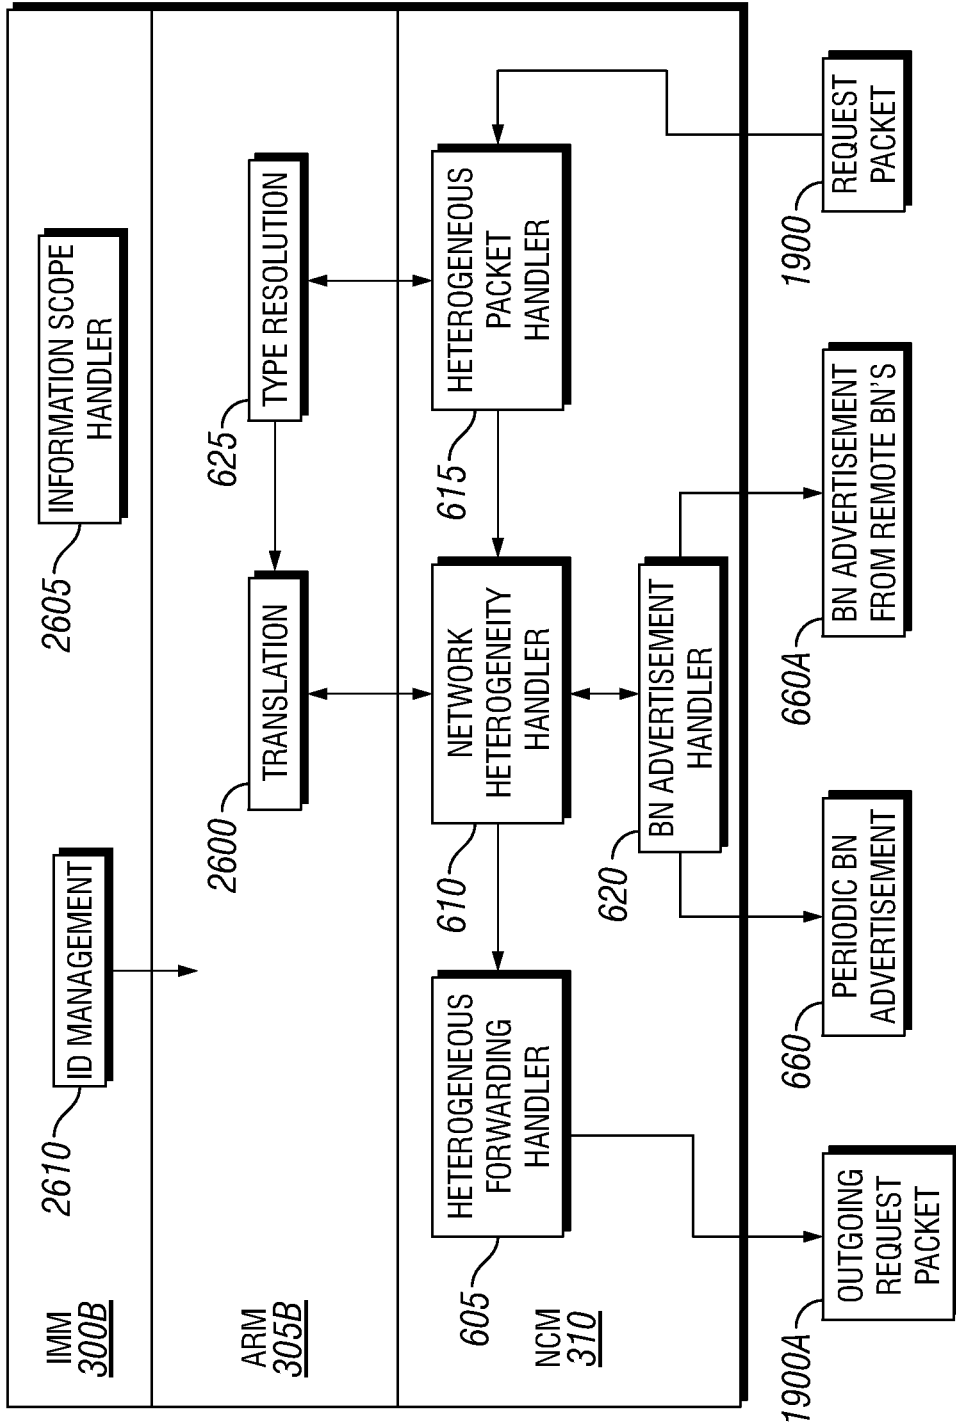 IMM
300B
2610
ID MANAGEMENT
2605
INFORMATION SCOPE
HANDLER
ARM
305B
2600
TRANSLATION
625
TYPE RESOLUTION
NCM
310
605
HETEROGENEOUS
FORWARDING
HANDLER
610
NETWORK
HETEROGENEITY
HANDLER
615
HETEROGENEOUS
PACKET
HANDLER
620
BN ADVERTISEMENT
HANDLER
1900A
OUTGOING
REQUEST
PACKET
660
PERIODIC BN
ADVERTISEMENT
660A
BN ADVERTISEMENT
FROM REMOTE BN'S
1900
REQUEST
PACKET